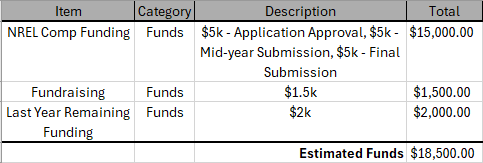 Item Category Description Total
NREL Comp Funding Funds $5k - Application Approval, $5k - $15,000.00
Mid-year Submission, $5k - Final
Submission
Fundraising Funds $1.5k $1,500.00
Last Year Remaining Funds $2k $2,000.00
Funding
Estimated Funds $18,500.00